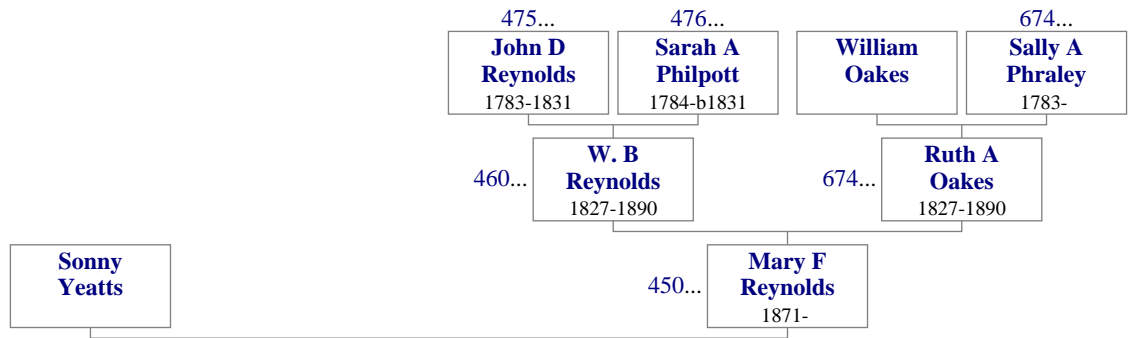 475... 476... 674...
John D Sarah A William Sally A
Reynolds Philpott Oakes Phraley
1783-1831 1784-b1831 1783-
W. B Ruth A
460... Reynolds 674... Oakes
1827-1890 1827-1890
Sonny Mary F
Yeatts 450... Reynolds
1871-